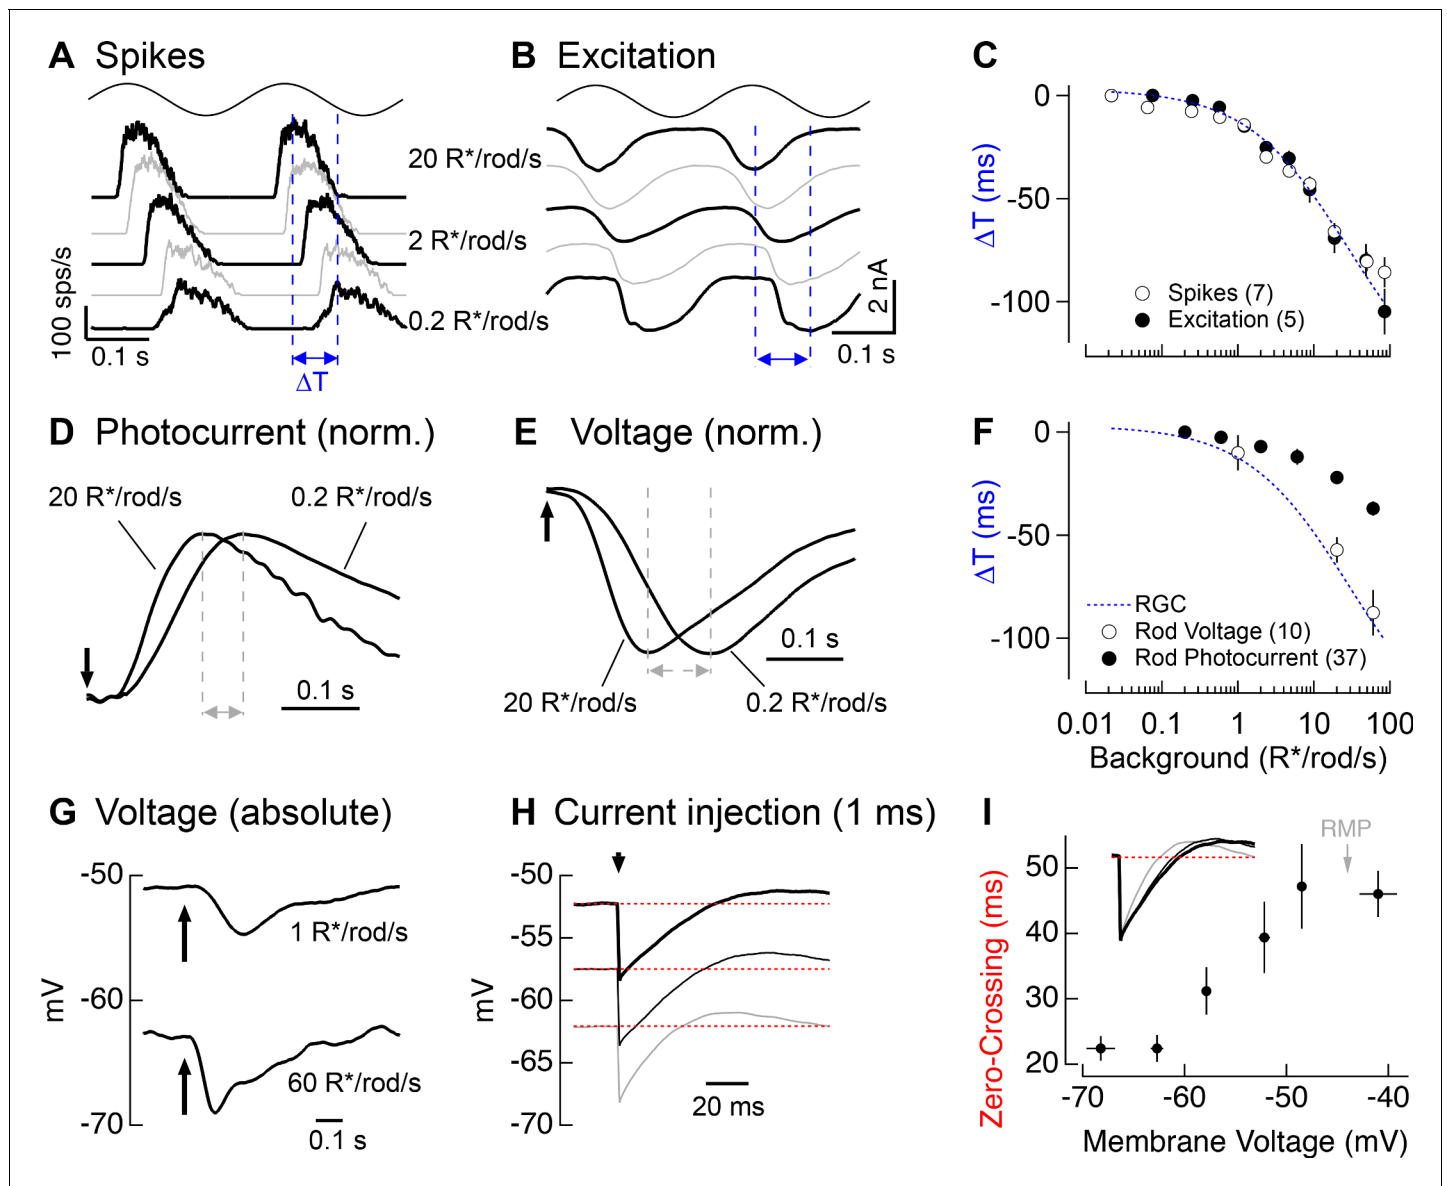 A Spikes
20 R*/rod/s
2 R*/rod/s
0.2 R*/rod/s
100 sps/s
0.1 s
ΔT
B Excitation
2 nA
0.1 s
C
ΔT (ms)
0
-50
-100
Spikes (7)
Excitation (5)
D Photocurrent (norm.)
20 R*/rod/s
0.2 R*/rod/s
0.1 s
E Voltage (norm.)
0.1 s
20 R*/rod/s
0.2 R*/rod/s
F
ΔT (ms)
0
-50
-100
RGC
Rod Voltage (10)
Rod Photocurrent (37)
0.01 0.1 1 10 100
Background (R*/rod/s)
G Voltage (absolute)
mV
-50
-60
-70
1 R*/rod/s
60 R*/rod/s
0.1 s
H Current injection (1 ms)
mV
-50
-55
-60
-65
-70
20 ms
I
RMP
Zero-Crossing (ms)
50
40
30
20
-70 -60 -50 -40
Membrane Voltage (mV)